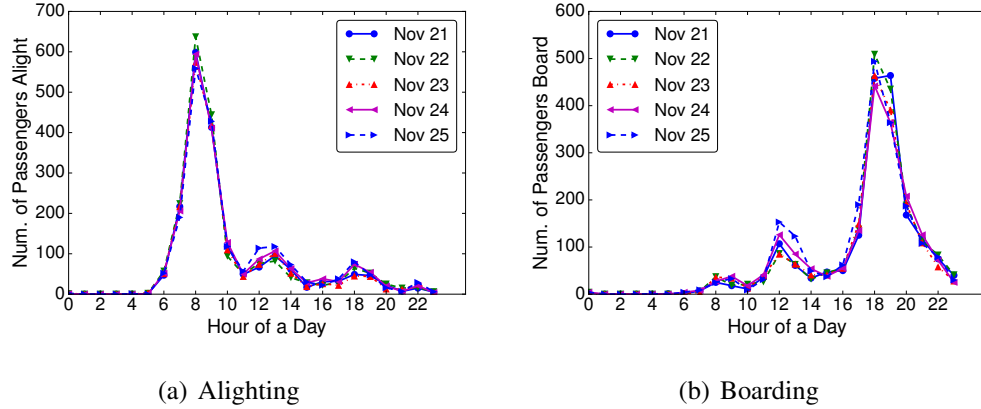 700
600
500
400
300
200
100
0
Num. of Passengers Alight
0 2 4 6 8 10 12 14 16 18 20 22
Hour of a Day
Nov 21
Nov 22
Nov 23
Nov 24
Nov 25
(a) Alighting
600
500
400
300
200
100
0
Num. of Passengers Board
0 2 4 6 8 10 12 14 16 18 20 22
Hour of a Day
Nov 21
Nov 22
Nov 23
Nov 24
Nov 25
(b) Boarding